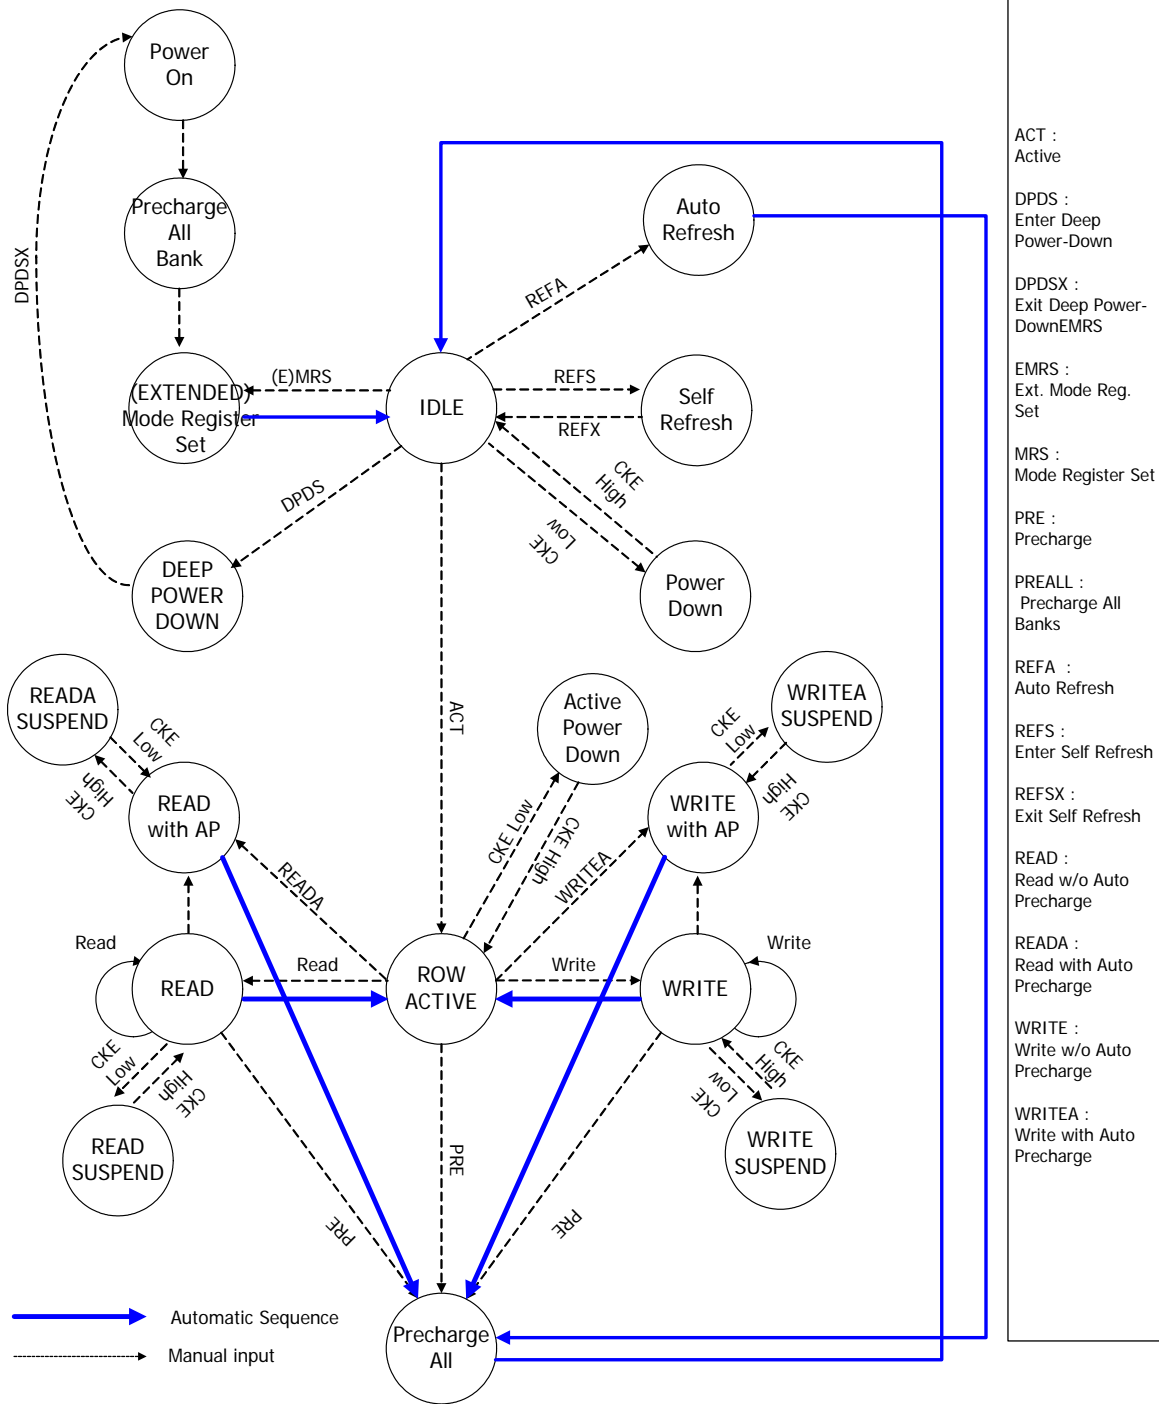 Power
On
Precharge
All
Bank
DPDSX
Auto
Refresh
REFA
(EXTENDED)
Mode Register
Set
(E)MRS
IDLE
REFS
REFX
Self
Refresh
CKE
High
CKE
Low
DPDS
DEEP
POWER
DOWN
Power
Down
ACT
READA
SUSPEND
CKE
Low
CKE
High
READ
with AP
Active
Power
Down
CKE Low
CKE High
WRITEA
SUSPEND
CKE
Low
CKE
High
WRITE
with AP
READA
WRITEA
Read
READ
Read
ROW
ACTIVE
Write
WRITE
Write
CKE
Low
CKE
High
READ
SUSPEND
CKE
High
CKE
Low
WRITE
SUSPEND
PRE
PRE
PRE
Precharge
All
Automatic Sequence
Manual input
ACT :
Active
DPDS :
Enter Deep
Power-Down
DPDSX :
Exit Deep Power-
DownEMRS
EMRS :
Ext. Mode Reg.
Set
MRS :
Mode Register Set
PRE :
Precharge
PREALL :
Precharge All
Banks
REFA :
Auto Refresh
REFS :
Enter Self Refresh
REFSX :
Exit Self Refresh
READ :
Read w/o Auto
Precharge
READA :
Read with Auto
Precharge
WRITE :
Write w/o Auto
Precharge
WRITEA :
Write with Auto
Precharge